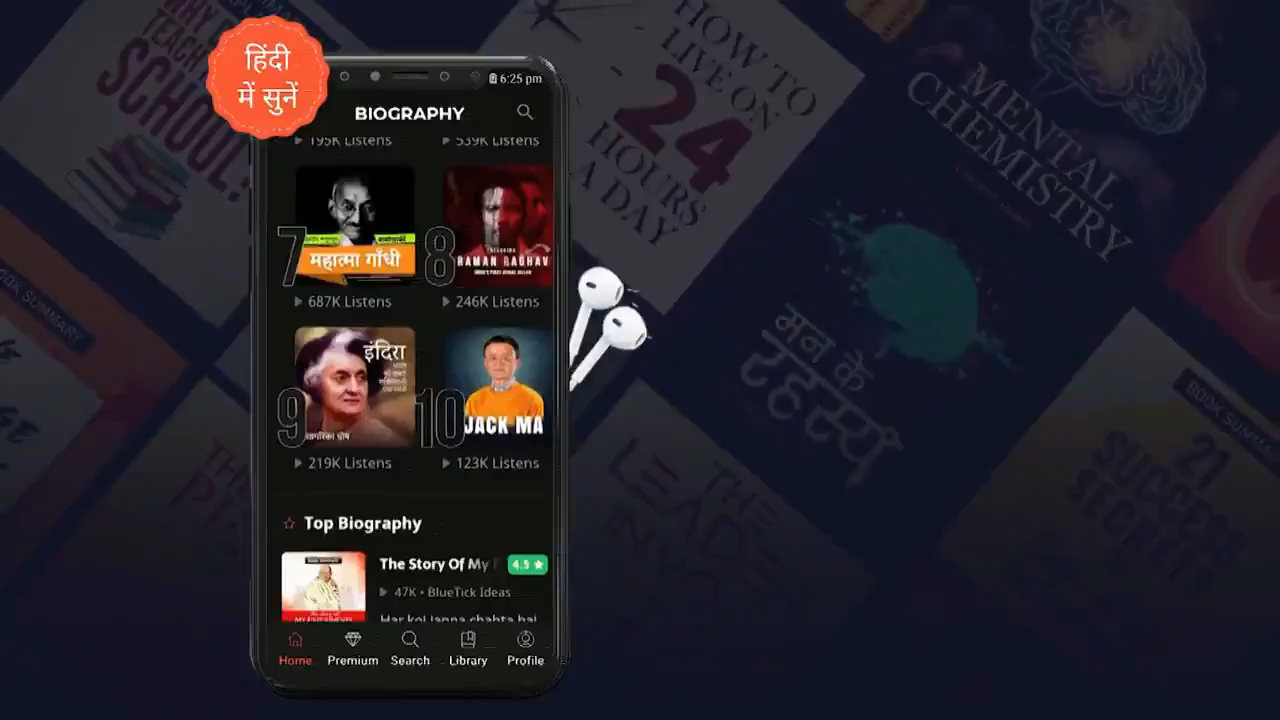 हिंदी
में सुनें
6:25 pm
BIOGRAPHY
195K Listens
539K Listens
7
महात्मा गाँधी
8
RAMAN RAGHAV
687K Listens
246K Listens
इंदिरा
9
सागरिका घोष
10
JACK MA
219K Listens
123K Listens
Top Biography
The Story Of My
4.5
47K • BlueTick Ideas
Har koi janna chahta hai
Home
Premium
Search
Library
Profile
SCHOOL!
HOW TO
LIVE ON
24
HOURS
A DAY
MENTAL
CHEMISTRY
मन के
रहस्य
BOOK SUMMARY
THE
21
SUCCESS
SECRETS